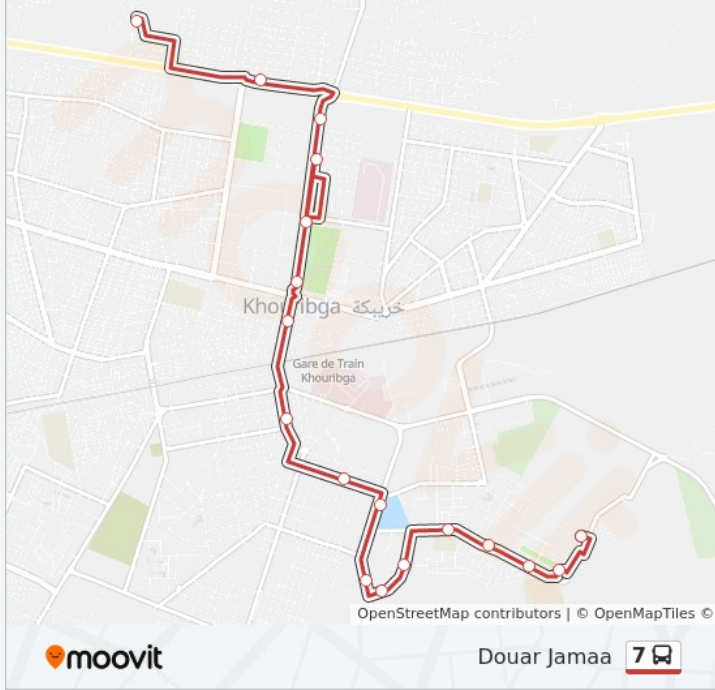 Khouribga خريبكة
Gare de Train
Khouribga
OpenStreetMap contributors | © OpenMapTiles ©
moovit
Douar Jamaa 7